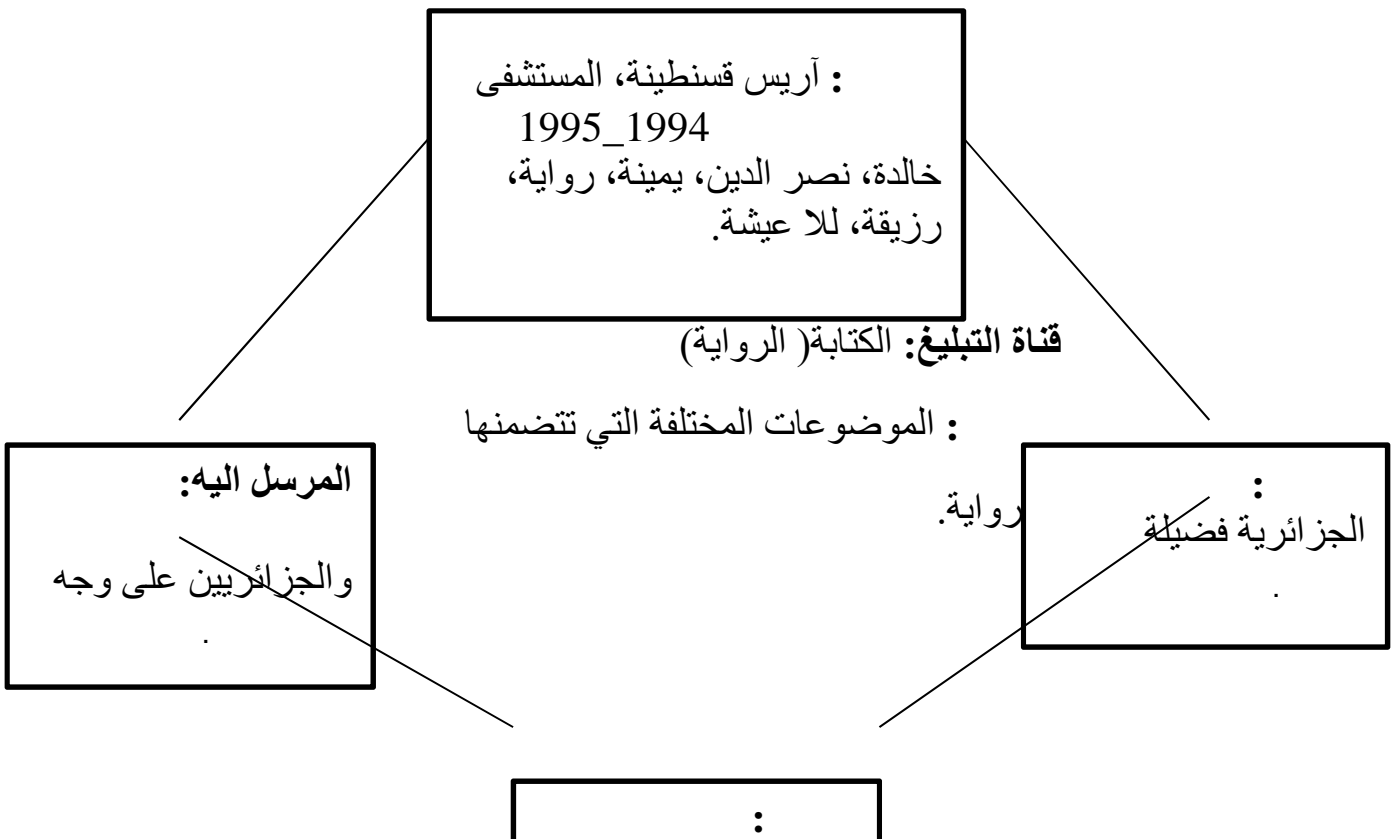 : آريس قسنطينة، المستشفى
1994_1995
خالدة، نصر الدين، يمينة، رواية،
رزيقة، للا عيشة.
قناة التبليغ: الكتابة( الرواية)
: الموضوعات المختلفة التي تتضمنها
رواية.
:
الجزائرية فضيلة
.
المرسل اليه:
والجزائريين على وجه
.
: